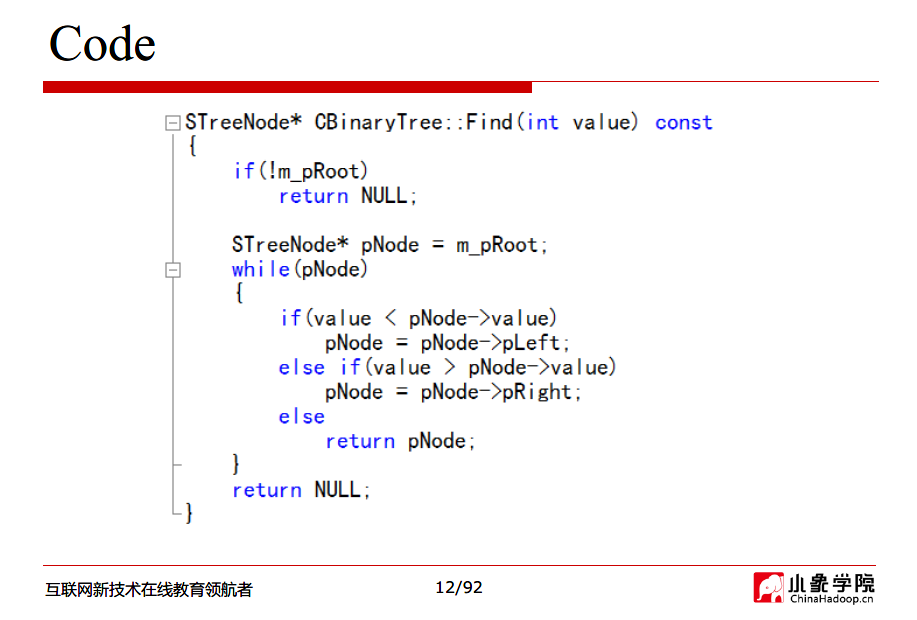 Code
STreeNode* CBinaryTree::Find(int value) const
{
    if(!m_pRoot)
        return NULL;
    STreeNode* pNode = m_pRoot;
    while(pNode)
    {
        if(value < pNode->value)
            pNode = pNode->pLeft;
        else if(value > pNode->value)
            pNode = pNode->pRight;
        else
            return pNode;
    }
    return NULL;
}
互联网新技术在线教育领航者
12/92
小象学院
ChinaHadoop.cn